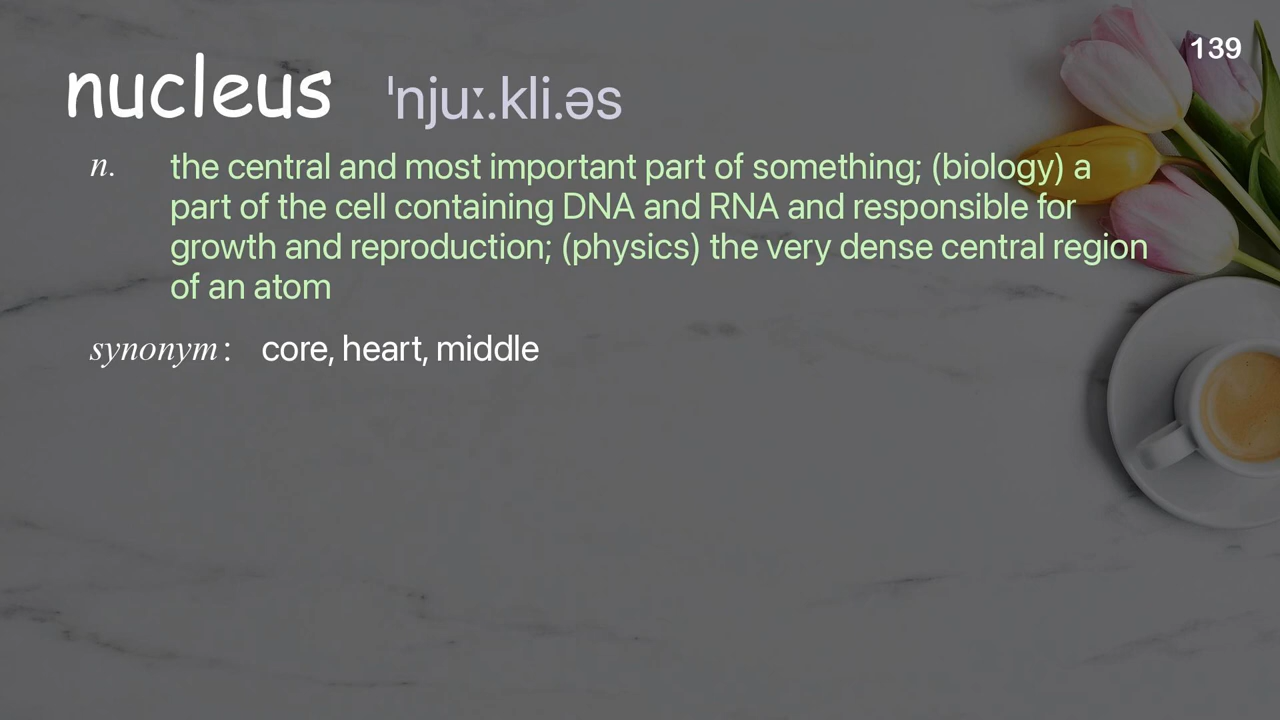 139
nucleus ˈnjuː.kli.əs
n. the central and most important part of something; (biology) a
part of the cell containing DNA and RNA and responsible for
growth and reproduction; (physics) the very dense central region
of an atom
synonym: core, heart, middle